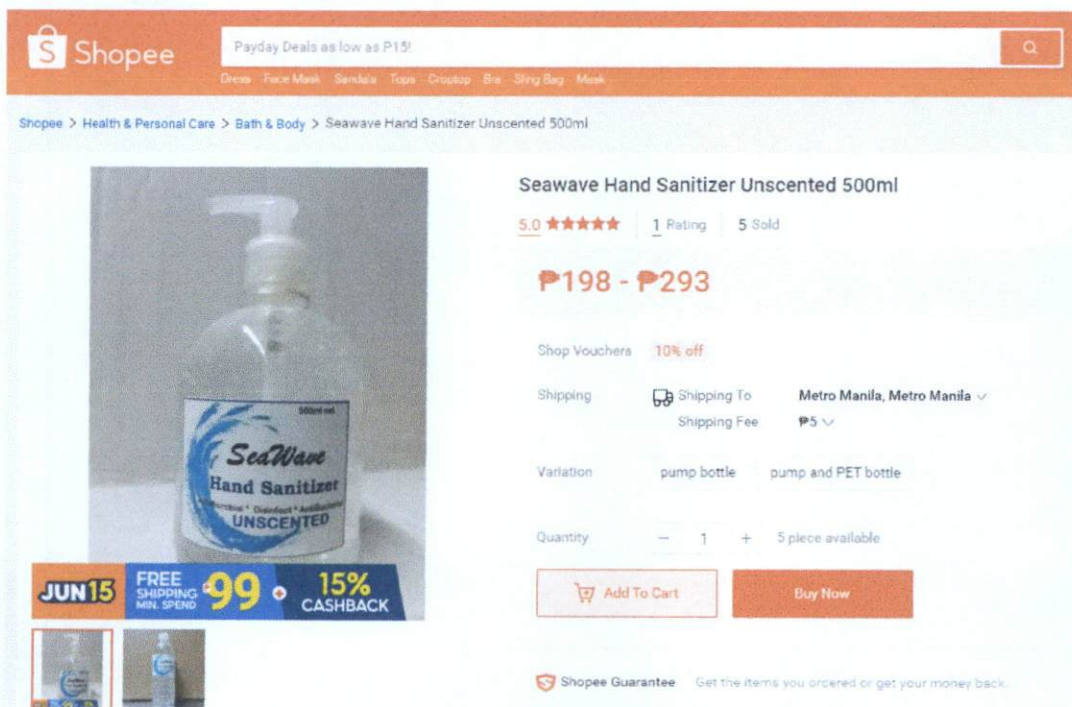 Shopee
Payday Deals as low as ₱15!
Dress Face Mask Sandals Tops Croptop Bra Sling Bag Mask
Shopee > Health & Personal Care > Bath & Body > Seawave Hand Sanitizer Unscented 500ml
Seawave Hand Sanitizer Unscented 500ml
5.0 ★★★★★ 1 Rating 5 Sold
₱198 - ₱293
Shop Vouchers 10% off
Shipping Shipping To Metro Manila, Metro Manila
Shipping Fee ₱5
Variation pump bottle pump and PET bottle
Quantity − 1 + 5 piece available
Add To Cart Buy Now
Shopee Guarantee Get the items you ordered or get your money back.
500ml net
SeaWave
Hand Sanitizer
* Disinfect *
UNSCENTED
JUN 15
FREE SHIPPING MIN. SPEND ₱99 + 15% CASHBACK